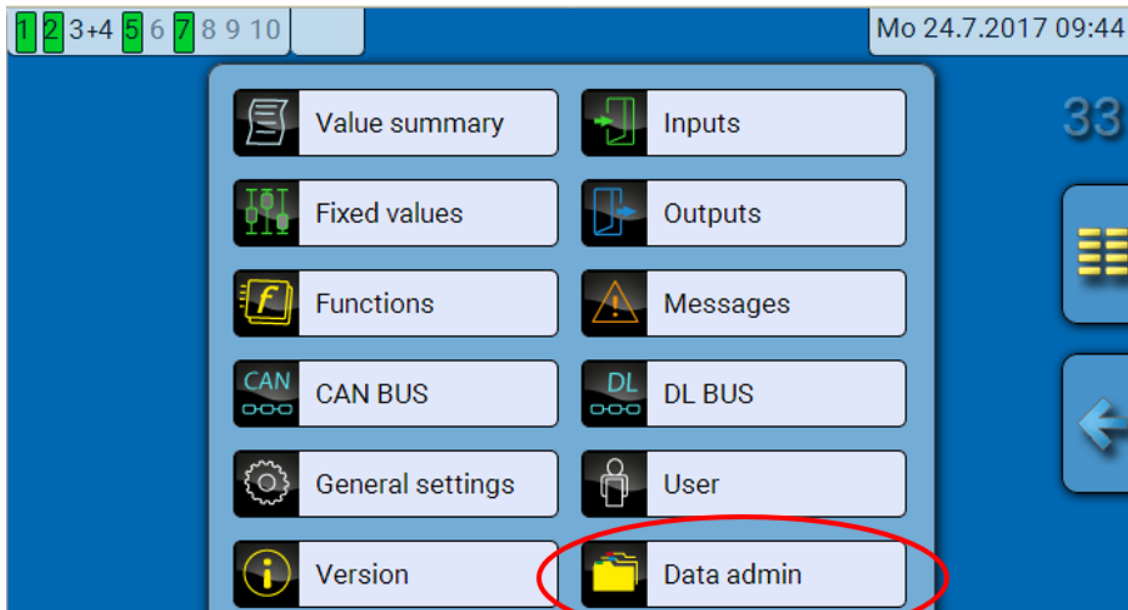 1 2 3+4 5 6 7 8 9 10
Mo 24.7.2017 09:44
33
Value summary
Inputs
Fixed values
Outputs
f Functions
Messages
CAN CAN BUS
DL DL BUS
General settings
User
i Version
Data admin